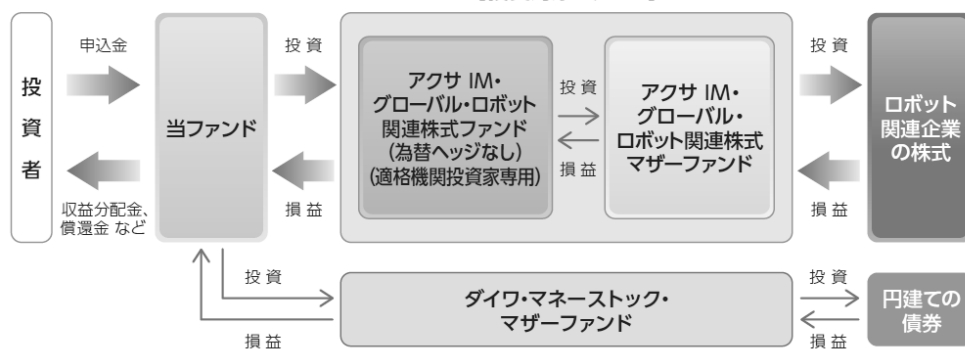 投資者
申込金
収益分配金、
償還金 など
当ファンド
投 資
損 益
アクサ IM・
グローバル・ロボット
関連株式ファンド
(為替ヘッジなし)
(適格機関投資家専用)
投 資
損 益
アクサ IM・
グローバル・
ロボット関連株式
マザーファンド
投 資
損 益
ロボット
関連企業
の株式
投 資
損 益
ダイワ・マネーストック・
マザーファンド
投 資
損 益
円建ての
債券